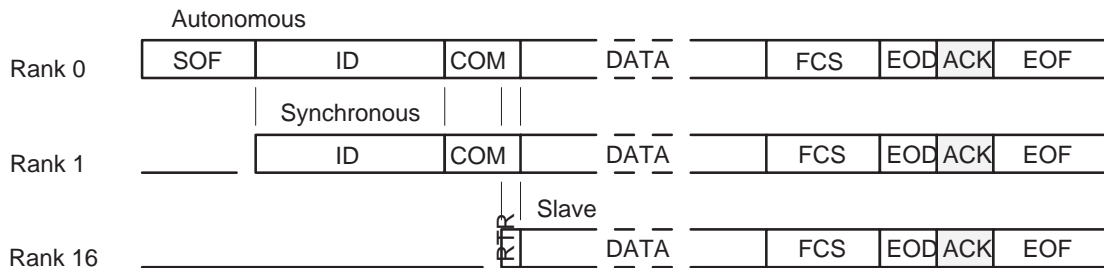 Autonomous
Rank 0 SOF ID COM DATA FCS EOD ACK EOF
Synchronous
Rank 1 ID COM DATA FCS EOD ACK EOF
Slave
Rank 16 RTR DATA FCS EOD ACK EOF